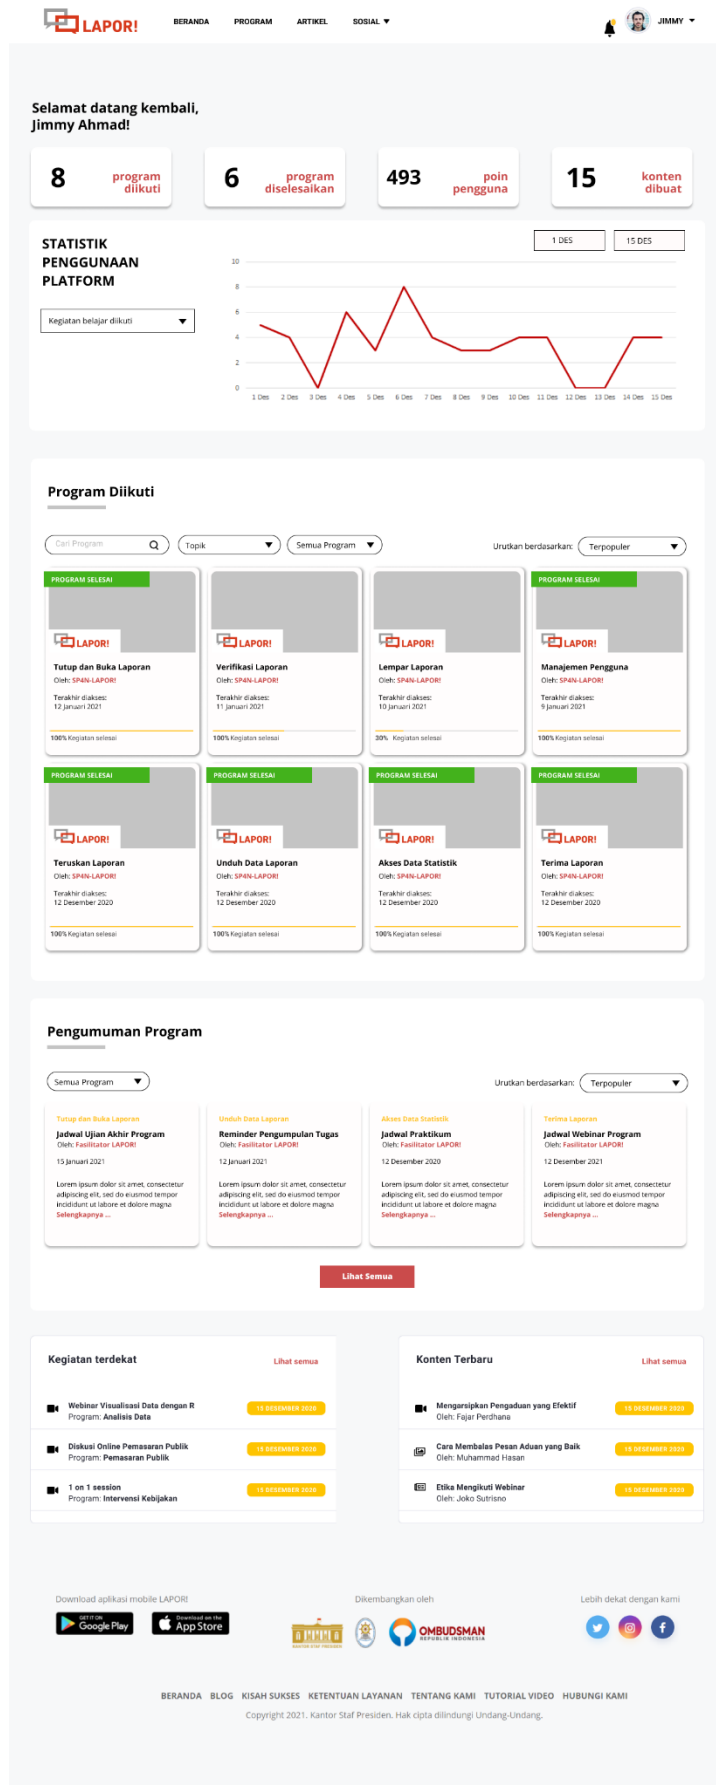 LAPOR!
BERANDA PROGRAM ARTIKEL SOSIAL
JIMMY
Selamat datang kembali,
Jimmy Ahmad!
8 program diikuti
6 program diselesaikan
493 poin pengguna
15 konten dibuat
STATISTIK
PENGGUNAAN
PLATFORM
Kegiatan belajar diikuti
1 DES 15 DES
10
8
6
4
2
0
1 Des 2 Des 3 Des 4 Des 5 Des 6 Des 7 Des 8 Des 9 Des 10 Des 11 Des 12 Des 13 Des 14 Des 15 Des
Program Diikuti
Cari Program
Topik
Semua Program
Urutkan berdasarkan: Terpopuler
PROGRAM SELESAI
LAPOR!
Tutup dan Buka Laporan
Oleh: SP4N-LAPOR!
Terakhir diakses:
12 Januari 2021
100% Kegiatan selesai
LAPOR!
Verifikasi Laporan
Oleh: SP4N-LAPOR!
Terakhir diakses:
11 Januari 2021
100% Kegiatan selesai
LAPOR!
Lempar Laporan
Oleh: SP4N-LAPOR!
Terakhir diakses:
10 Januari 2021
30% Kegiatan selesai
PROGRAM SELESAI
LAPOR!
Manajemen Pengguna
Oleh: SP4N-LAPOR!
Terakhir diakses:
9 Januari 2021
100% Kegiatan selesai
PROGRAM SELESAI
LAPOR!
Teruskan Laporan
Oleh: SP4N-LAPOR!
Terakhir diakses:
12 Desember 2020
100% Kegiatan selesai
PROGRAM SELESAI
LAPOR!
Unduh Data Laporan
Oleh: SP4N-LAPOR!
Terakhir diakses:
12 Desember 2020
100% Kegiatan selesai
PROGRAM SELESAI
LAPOR!
Akses Data Statistik
Oleh: SP4N-LAPOR!
Terakhir diakses:
12 Desember 2020
100% Kegiatan selesai
PROGRAM SELESAI
LAPOR!
Terima Laporan
Oleh: SP4N-LAPOR!
Terakhir diakses:
12 Desember 2020
100% Kegiatan selesai
Pengumuman Program
Semua Program
Urutkan berdasarkan: Terpopuler
Tutup dan Buka Laporan
Jadwal Ujian Akhir Program
Oleh: Fasilitator LAPOR!
15 Januari 2021
Lorem ipsum dolor sit amet, consectetur
adipiscing elit, sed do eiusmod tempor
incididunt ut labore et dolore magna
Selengkapnya ...
Unduh Data Laporan
Reminder Pengumpulan Tugas
Oleh: Fasilitator LAPOR!
12 Januari 2021
Lorem ipsum dolor sit amet, consectetur
adipiscing elit, sed do eiusmod tempor
incididunt ut labore et dolore magna
Selengkapnya ...
Akses Data Statistik
Jadwal Praktikum
Oleh: Fasilitator LAPOR!
12 Desember 2020
Lorem ipsum dolor sit amet, consectetur
adipiscing elit, sed do eiusmod tempor
incididunt ut labore et dolore magna
Selengkapnya ...
Terima Laporan
Jadwal Webinar Program
Oleh: Fasilitator LAPOR!
12 Desember 2021
Lorem ipsum dolor sit amet, consectetur
adipiscing elit, sed do eiusmod tempor
incididunt ut labore et dolore magna
Selengkapnya ...
Lihat Semua
Kegiatan terdekat
Lihat semua
Webinar Visualisasi Data dengan R
Program: Analisis Data
15 DESEMBER 2020
Diskusi Online Pemasaran Publik
Program: Pemasaran Publik
15 DESEMBER 2020
1 on 1 session
Program: Intervensi Kebijakan
15 DESEMBER 2020
Konten Terbaru
Lihat semua
Mengarsipkan Pengaduan yang Efektif
Oleh: Fajar Perdhana
15 DESEMBER 2020
Cara Membalas Pesan Aduan yang Baik
Oleh: Muhammad Hasan
15 DESEMBER 2020
Etika Mengikuti Webinar
Oleh: Joko Sutrisno
15 DESEMBER 2020
Download aplikasi mobile LAPOR!
GET IT ON
Google Play
Download on the
App Store
Dikembangkan oleh
KANTOR STAF PRESIDEN
OMBUDSMAN
REPUBLIK INDONESIA
Lebih dekat dengan kami
BERANDA BLOG KISAH SUKSES KETENTUAN LAYANAN TENTANG KAMI TUTORIAL VIDEO HUBUNGI KAMI
Copyright 2021. Kantor Staf Presiden. Hak cipta dilindungi Undang-Undang.